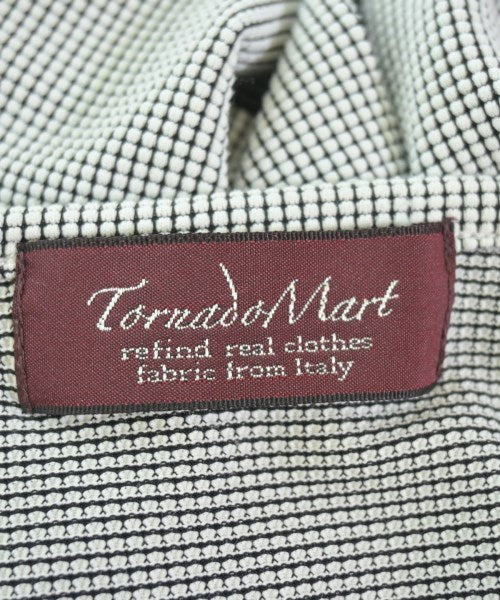 TornadoMart
refind real clothes
fabric from Italy